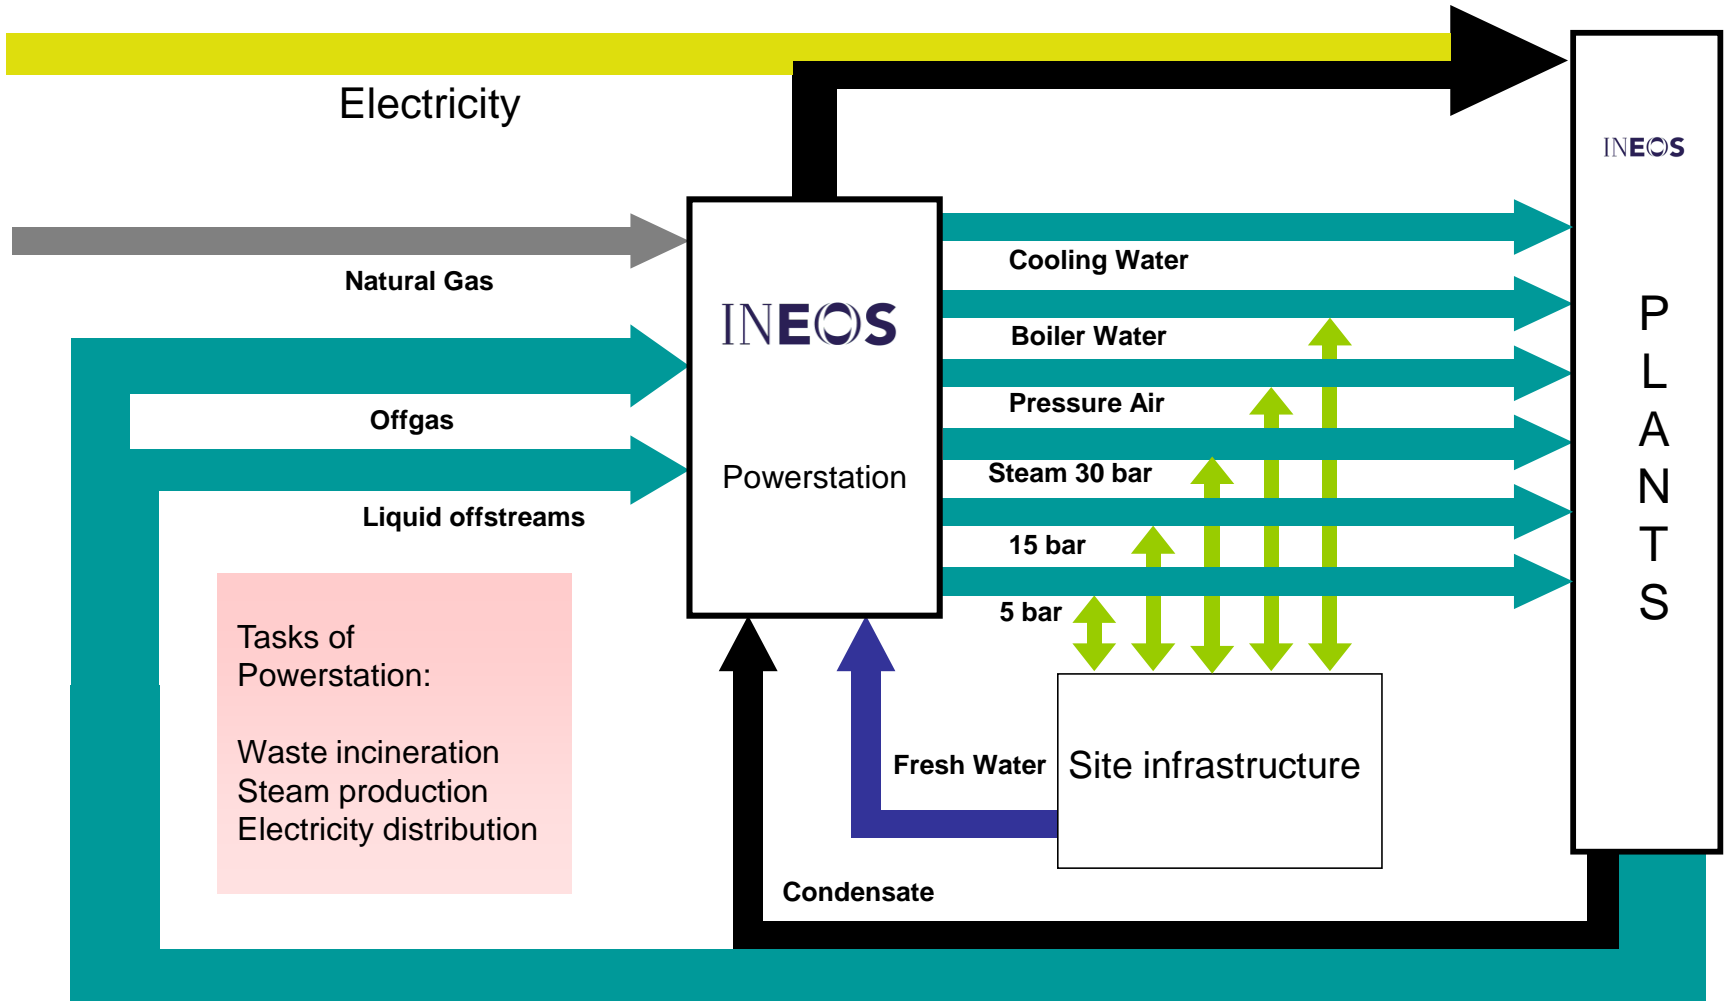 Electricity
INEOS
Natural Gas
Cooling Water
INEOS
Boiler Water
Pressure Air
Offgas
Powerstation
Steam 30 bar
Liquid offstreams
15 bar
5 bar
P
L
A
N
T
S
Tasks of
Powerstation:
Waste incineration
Steam production
Electricity distribution
Fresh Water
Site infrastructure
Condensate